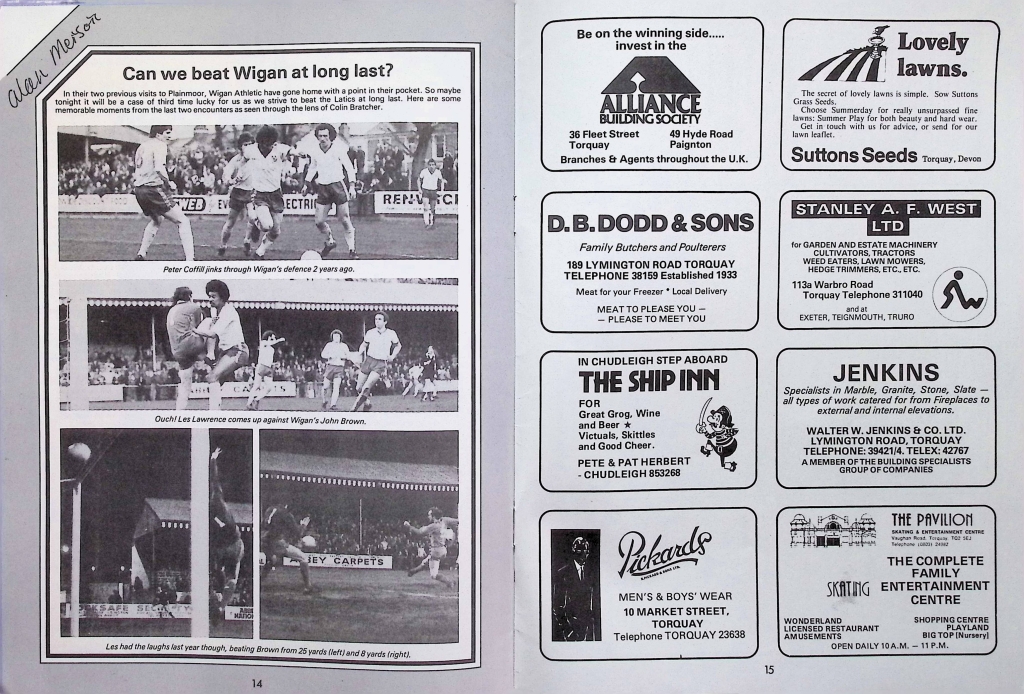 Alan Merson
Can we beat Wigan at long last?
In their two previous visits to Plainmoor, Wigan Athletic have gone home with a point in their pocket. So maybe
tonight it will be a case of third time lucky for us as we strive to beat the Latics at long last. Here are some
memorable moments from the last two encounters as seen through the lens of Colin Bratcher.
WEB
ELECTRIC
RENWICK
Peter Coffill jinks through Wigan's defence 2 years ago.
CARPETS
Ouch! Les Lawrence comes up against Wigan's John Brown.
CKSAFE SECURITY
EY CARPETS
Les had the laughs last year though, beating Brown from 25 yards (left) and 8 yards (right).
14
Be on the winning side.....
invest in the
ALLIANCE
BUILDING SOCIETY
36 Fleet Street
Torquay
49 Hyde Road
Paignton
Branches & Agents throughout the U.K.
Lovely
lawns.
The secret of lovely lawns is simple. Sow Suttons
Grass Seeds.
Choose Summerday for really unsurpassed fine
lawns: Summer Play for both beauty and hard wear.
Get in touch with us for advice, or send for our
lawn leaflet.
Suttons Seeds Torquay, Devon
D.B. DODD & SONS
Family Butchers and Poulterers
189 LYMINGTON ROAD TORQUAY
TELEPHONE 38159 Established 1933
Meat for your Freezer * Local Delivery
MEAT TO PLEASE YOU —
— PLEASE TO MEET YOU
STANLEY A. F. WEST
LTD
for GARDEN AND ESTATE MACHINERY
CULTIVATORS, TRACTORS
WEED EATERS, LAWN MOWERS,
HEDGE TRIMMERS, ETC., ETC.
113a Warbro Road
Torquay Telephone 311040
and at
EXETER, TEIGNMOUTH, TRURO
IN CHUDLEIGH STEP ABOARD
THE SHIP INN
FOR
Great Grog, Wine
and Beer ★
Victuals, Skittles
and Good Cheer.
PETE & PAT HERBERT
- CHUDLEIGH 853268
JENKINS
Specialists in Marble, Granite, Stone, Slate —
all types of work catered for from Fireplaces to
external and internal elevations.
WALTER W. JENKINS & CO. LTD.
LYMINGTON ROAD, TORQUAY
TELEPHONE: 39421/4. TELEX: 42767
A MEMBER OF THE BUILDING SPECIALISTS
GROUP OF COMPANIES
Pickards
MEN'S & BOYS' WEAR
10 MARKET STREET,
TORQUAY
Telephone TORQUAY 23638
THE PAVILION
SKATING & ENTERTAINMENT CENTRE
Vaughan Road, Torquay. TQ2 5EJ
THE COMPLETE
FAMILY
ENTERTAINMENT
CENTRE
SKATING
WONDERLAND
LICENSED RESTAURANT
AMUSEMENTS
SHOPPING CENTRE
PLAYLAND
BIG TOP [Nursery]
OPEN DAILY 10 A.M. — 11 P.M.
15